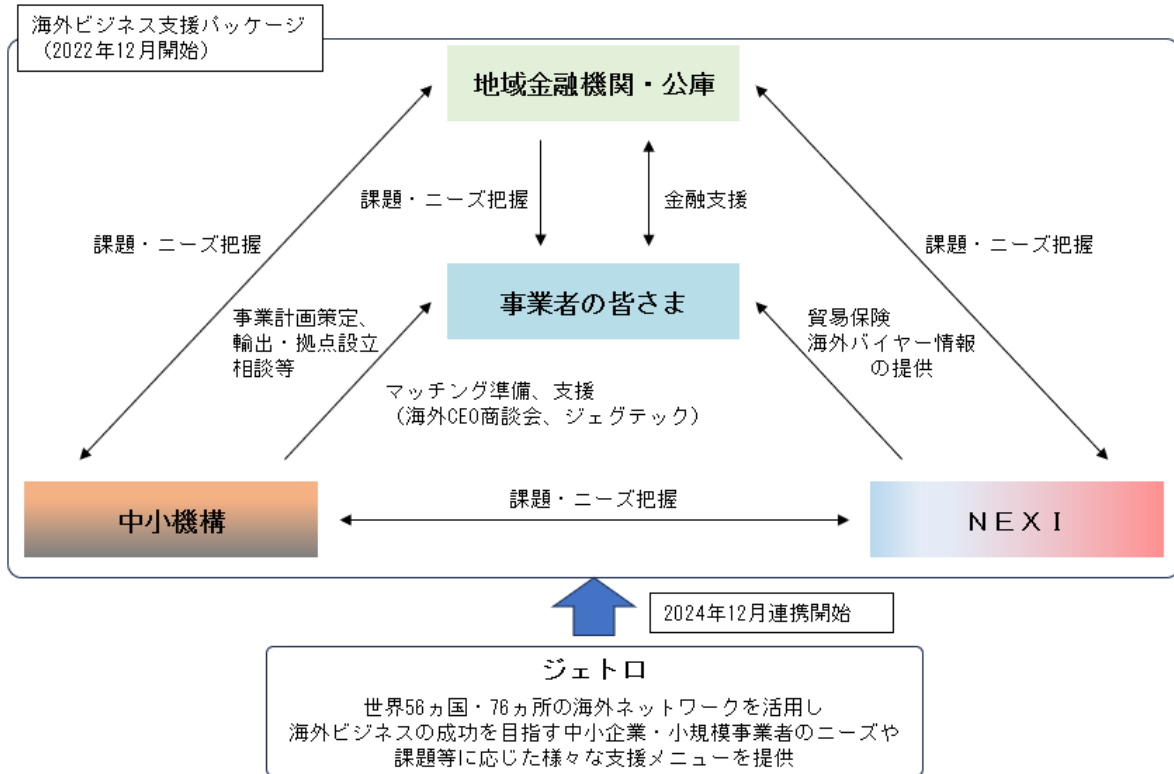 海外ビジネス支援パッケージ
（2022年12月開始）
地域金融機関・公庫
課題・ニーズ把握
金融支援
課題・ニーズ把握
課題・ニーズ把握
事業者の皆さま
事業計画策定、
輸出・拠点設立
相談等
貿易保険
海外バイヤー情報
の提供
マッチング準備、支援
（海外CEO商談会、ジェグテック）
中小機構
課題・ニーズ把握
ＮＥＸＩ
2024年12月連携開始
ジェトロ
世界56ヵ国・76ヵ所の海外ネットワークを活用し
海外ビジネスの成功を目指す中小企業・小規模事業者のニーズや
課題等に応じた様々な支援メニューを提供